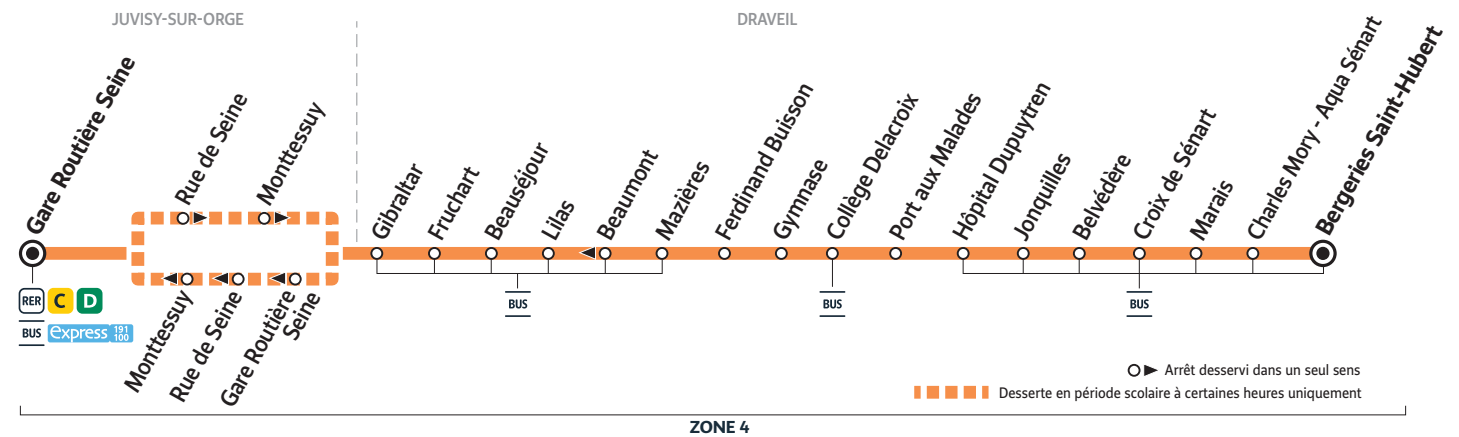 JUVISY-SUR-ORGE
DRAVEIL
Gare Routière Seine
Rue de Seine
Monttessuy
Gibraltar
Fruchart
Beauséjour
Lilas
Beaumont
Mazières
Ferdinand Buisson
Gymnase
Collège Delacroix
Port aux Malades
Hôpital Dupuytren
Jonquilles
Belvédère
Croix de Sénart
Marais
Charles Mory - Aqua Sénart
Bergeries Saint-Hubert
RER C D
BUS express 191
100
Monttessuy
Rue de Seine
Gare Routière
Seine
BUS
BUS
BUS
Arrêt desservi dans un seul sens
Desserte en période scolaire à certaines heures uniquement
ZONE 4